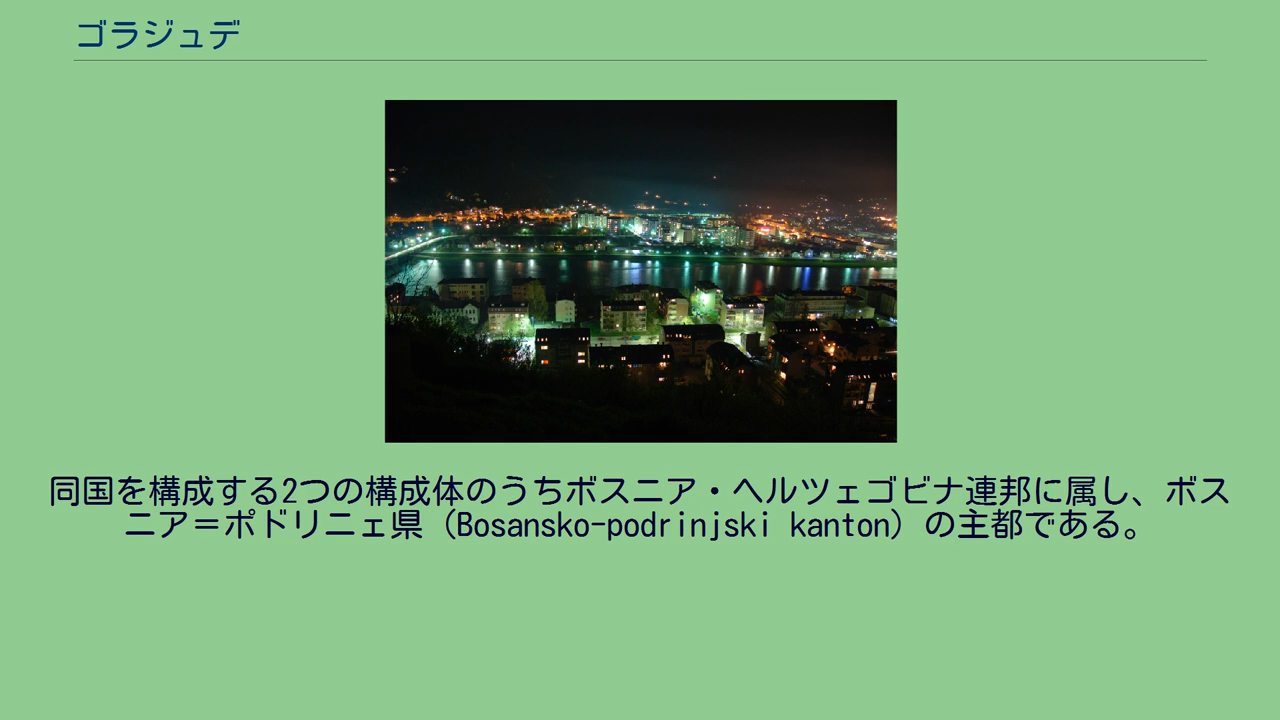 ゴラジュデ
同国を構成する2つの構成体のうちボスニア・ヘルツェゴビナ連邦に属し、ボス
ニア＝ポドリニェ県（Bosansko-podrinjski kanton）の主都である。